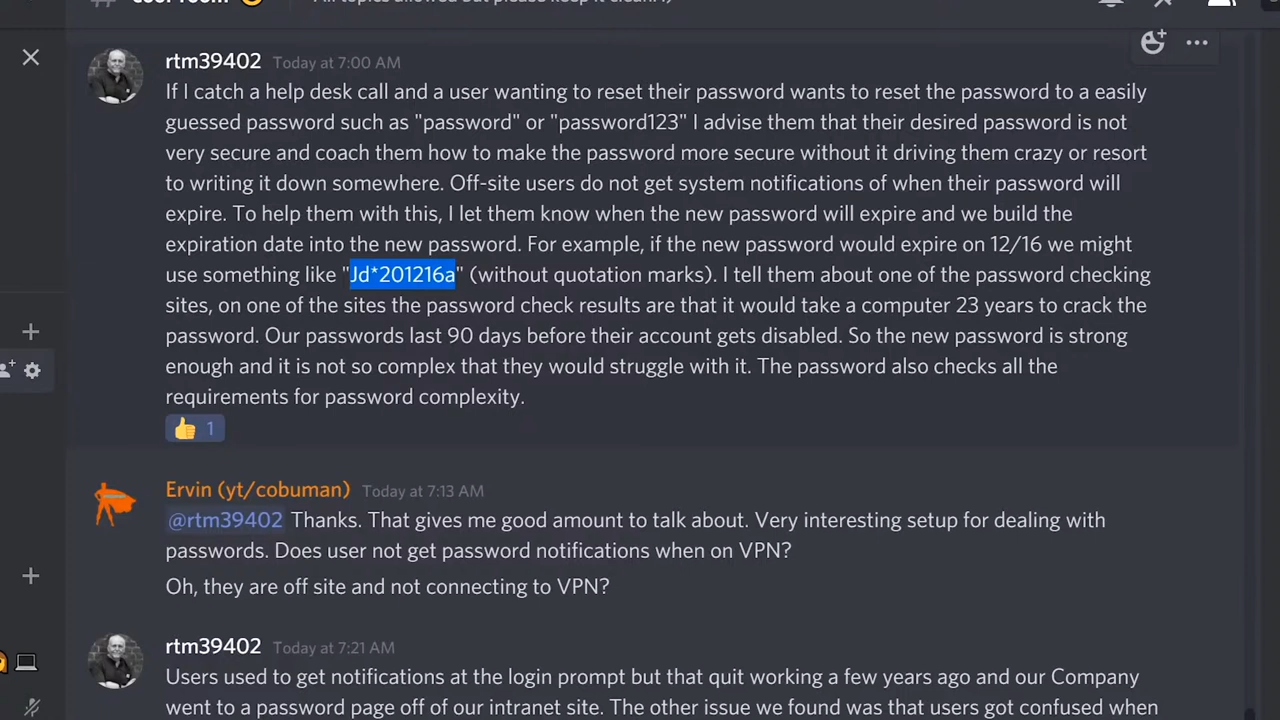 rtm39402 Today at 7:00 AM
If I catch a help desk call and a user wanting to reset their password wants to reset the password to a easily
guessed password such as "password" or "password123" I advise them that their desired password is not
very secure and coach them how to make the password more secure without it driving them crazy or resort
to writing it down somewhere. Off-site users do not get system notifications of when their password will
expire. To help them with this, I let them know when the new password will expire and we build the
expiration date into the new password. For example, if the new password would expire on 12/16 we might
use something like "Jd*201216a" (without quotation marks). I tell them about one of the password checking
sites, on one of the sites the password check results are that it would take a computer 23 years to crack the
password. Our passwords last 90 days before their account gets disabled. So the new password is strong
enough and it is not so complex that they would struggle with it. The password also checks all the
requirements for password complexity.
👍 1
Ervin (yt/cobuman) Today at 7:13 AM
@rtm39402 Thanks. That gives me good amount to talk about. Very interesting setup for dealing with
passwords. Does user not get password notifications when on VPN?
Oh, they are off site and not connecting to VPN?
rtm39402 Today at 7:21 AM
Users used to get notifications at the login prompt but that quit working a few years ago and our Company
went to a password page off of our intranet site. The other issue we found was that users got confused when